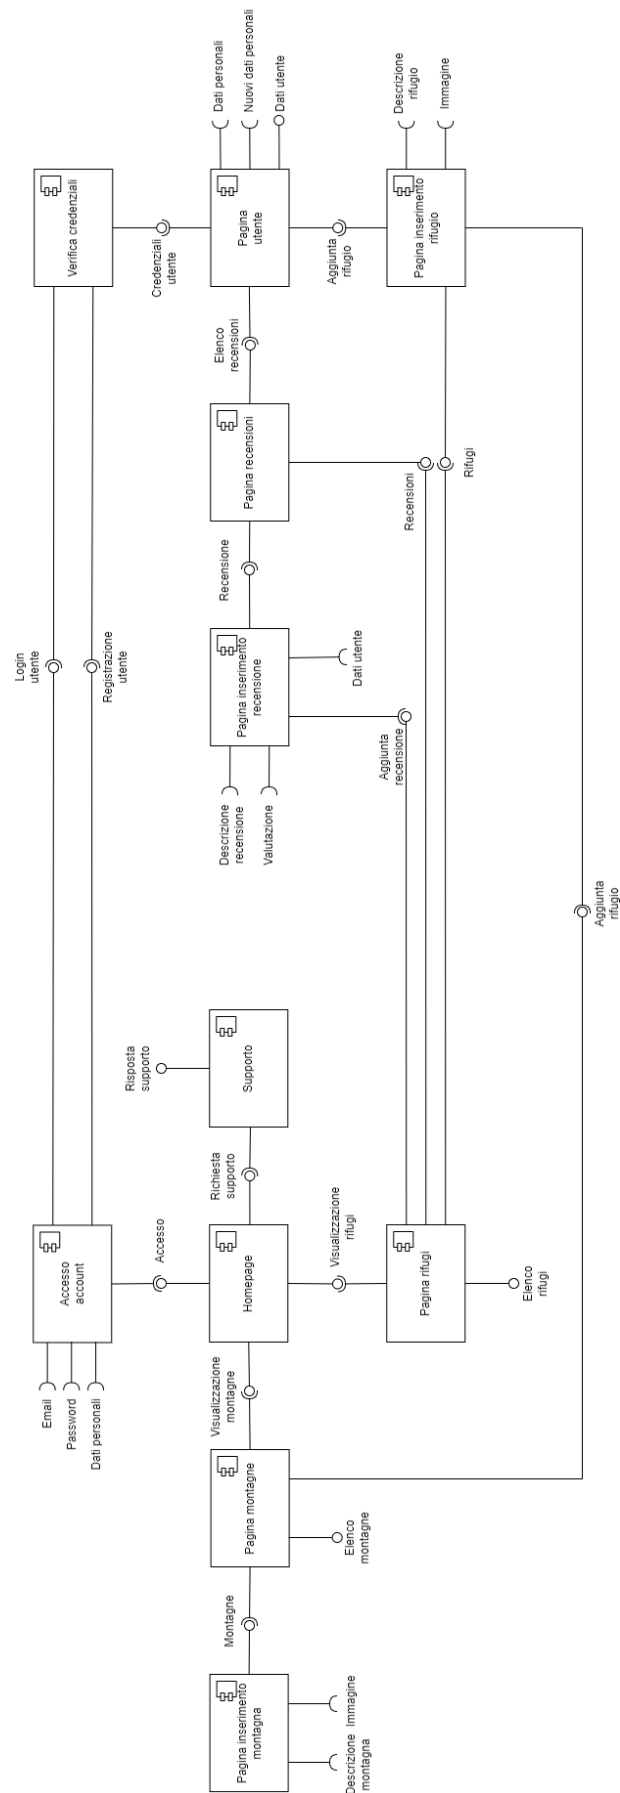 Verifica credenziali
Login
utente
Registrazione
utente
Accesso
account
Email
Password
Dati personali
Credenziali
utente
Accesso
Risposta
supporto
Dati personali
Nuovi dati personali
Dati utente
Pagina
utente
Elenco
recensioni
Pagina recensioni
Recensione
Pagina inserimento
recensione
Descrizione
recensione
Valutazione
Dati utente
Supporto
Richiesta
supporto
Homepage
Visualizzazione
montagne
Pagina montagne
Montagne
Pagina inserimento
montagna
Aggiunta
rifugio
Aggiunta
recensione
Visualizzazione
rifugi
Elenco
montagne
Immagine
Descrizione
montagna
Descrizione
rifugio
Immagine
Pagina inserimento
rifugio
Recensioni
Rifugi
Pagina rifugi
Elenco
rifugi
Aggiunta
rifugio